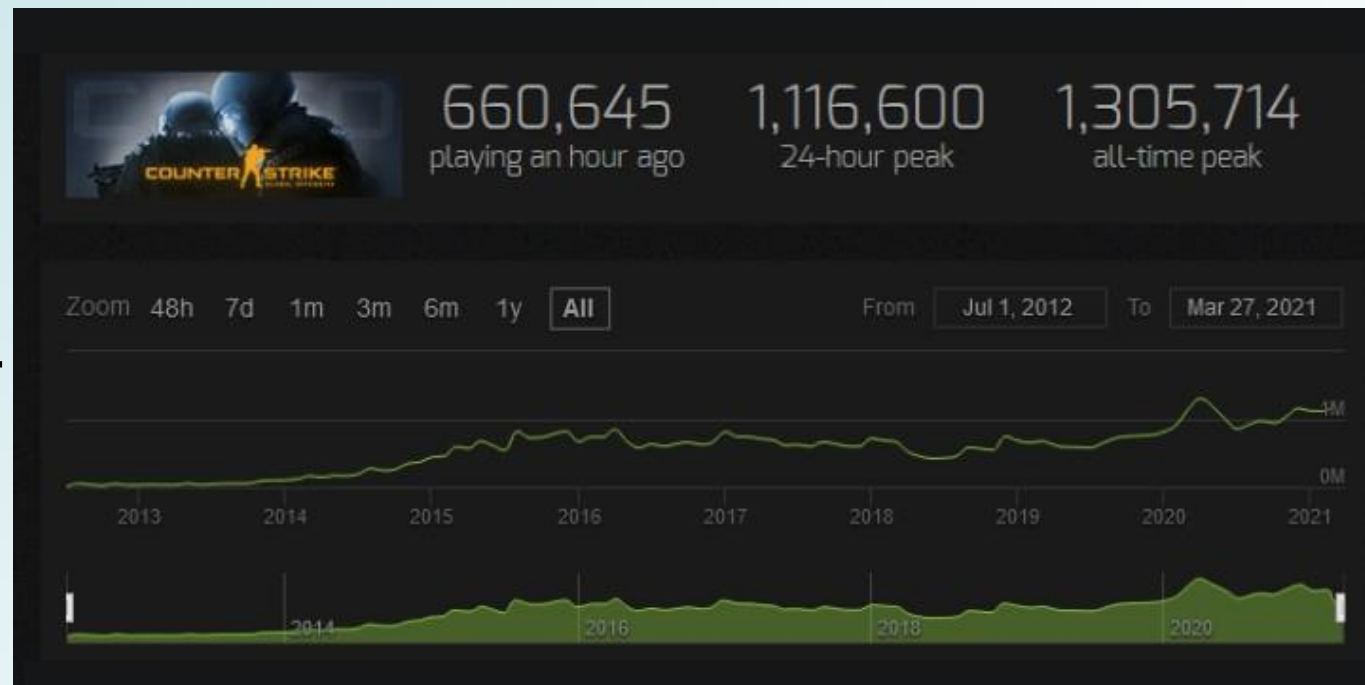 660,645 1,116,600 1,305,714
playing an hour ago 24-hour peak all-time peak
COUNTER STRIKE
GLOBAL OFFENSIVE
Zoom 48h 7d 1m 3m 6m 1y All From Jul 1, 2012 To Mar 27, 2021
1M
0M
2013 2014 2015 2016 2017 2018 2019 2020 2021
2014 2016 2018 2020